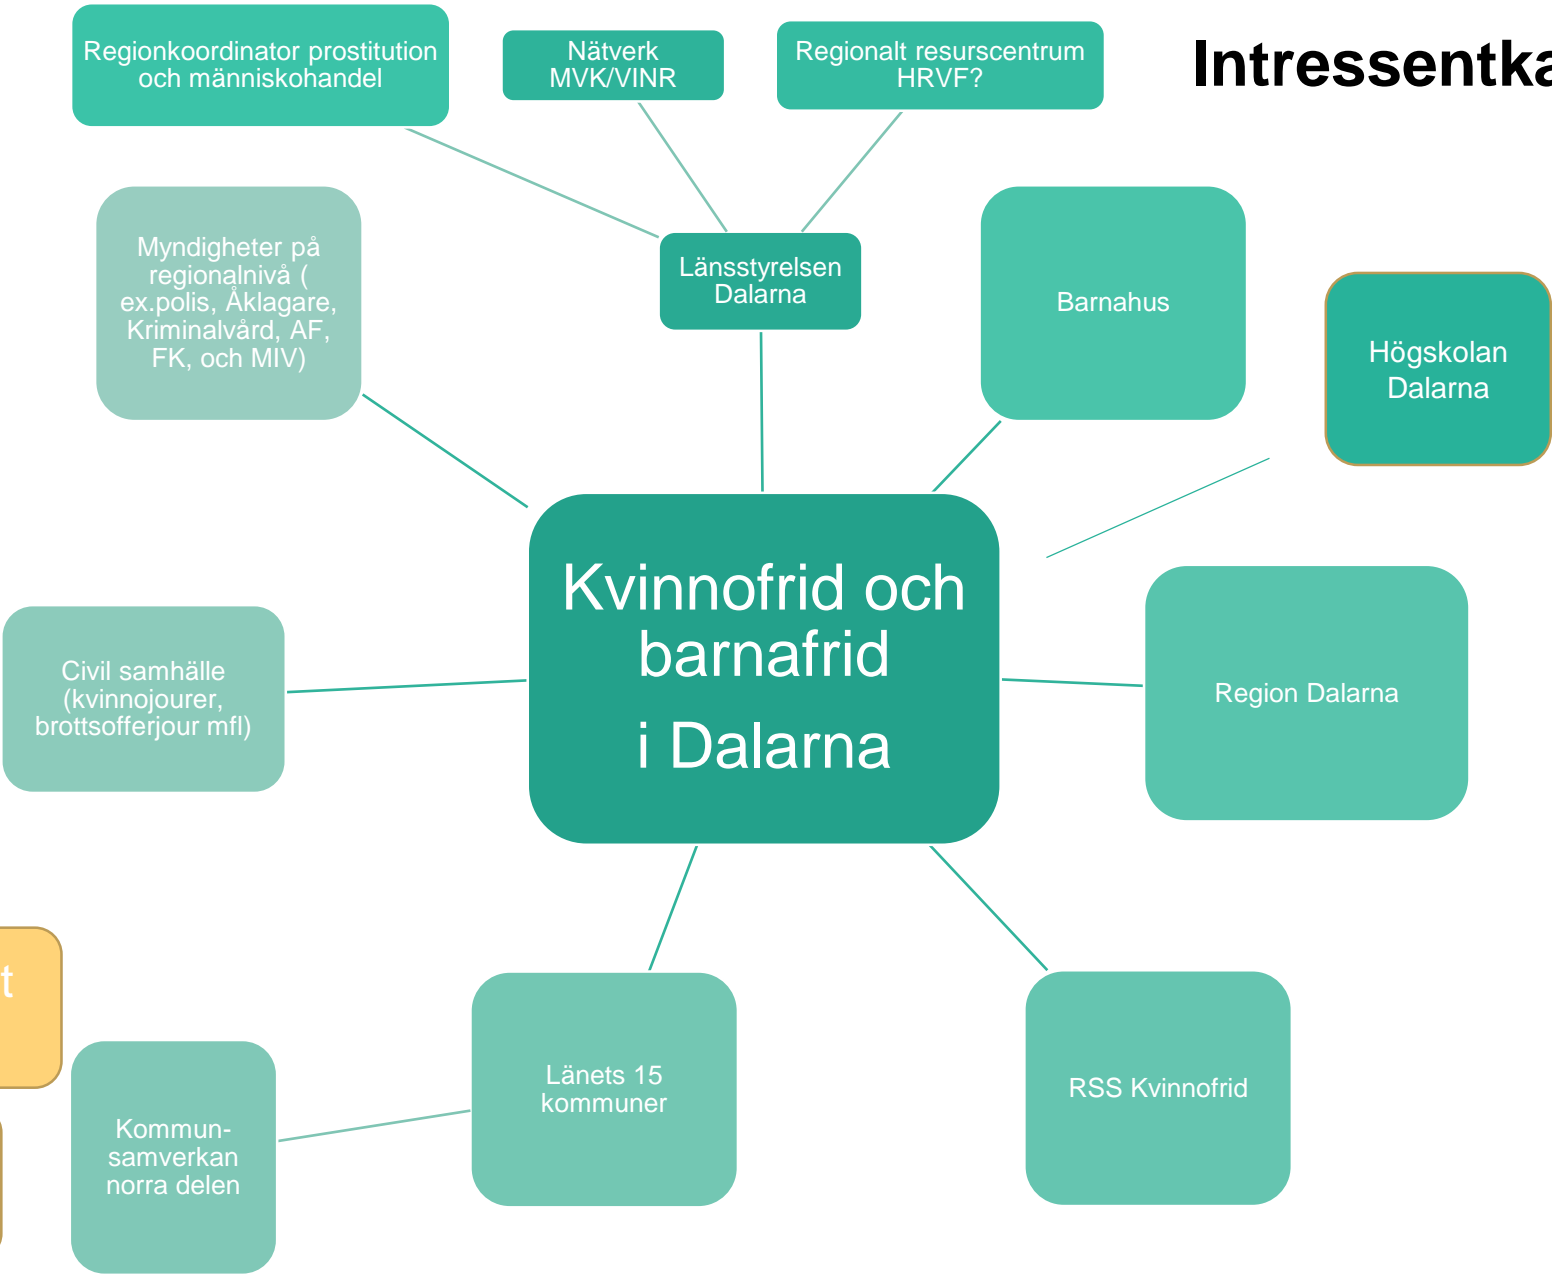 Regionkoordinator prostitution
och människohandel
Nätverk
MVK/VINR
Regionalt resurscentrum
HRVF?
Intressentka
Myndigheter på
regionalnivå (
ex.polis, Åklagare,
Kriminalvård, AF,
FK, och MIV)
Länsstyrelsen
Dalarna
Barnahus
Högskolan
Dalarna
Kvinnofrid och
barnafrid
i Dalarna
Civil samhälle
(kvinnojourer,
brottsofferjour mfl)
Region Dalarna
t
Kommun-
samverkan
norra delen
Länets 15
kommuner
RSS Kvinnofrid